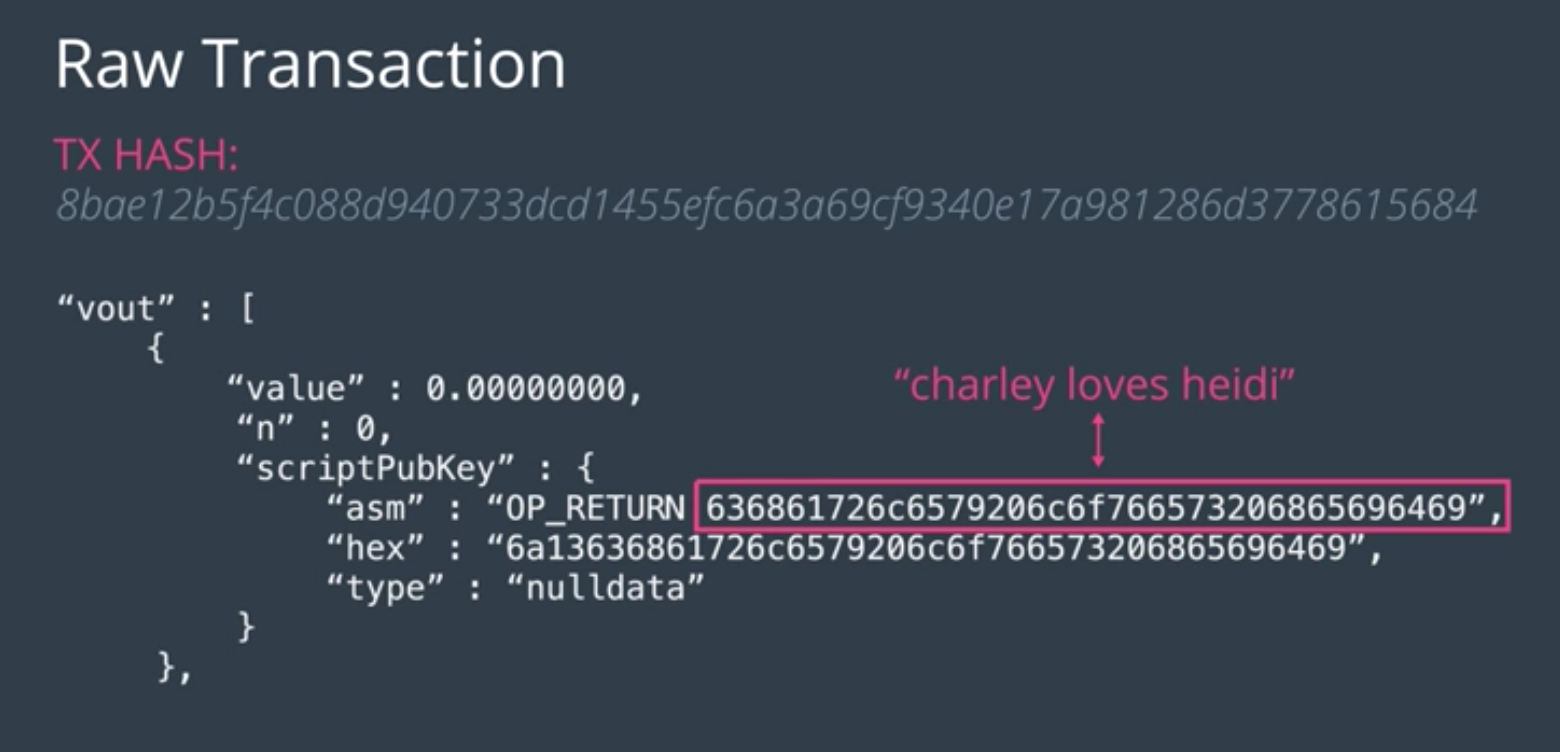 Raw Transaction
TX HASH:
8bae12b5f4c088d940733dcd1455efc6a3a69cf9340e17a981286d3778615684
“vout” : [
{
“value” : 0.00000000,
“charley loves heidi”
“n” : 0,
“scriptPubKey” : {
“asm” : “OP_RETURN 636861726c6579206c6f766573206865696469”,
“hex” : “6a13636861726c6579206c6f766573206865696469”,
“type” : “nulldata”
}
},